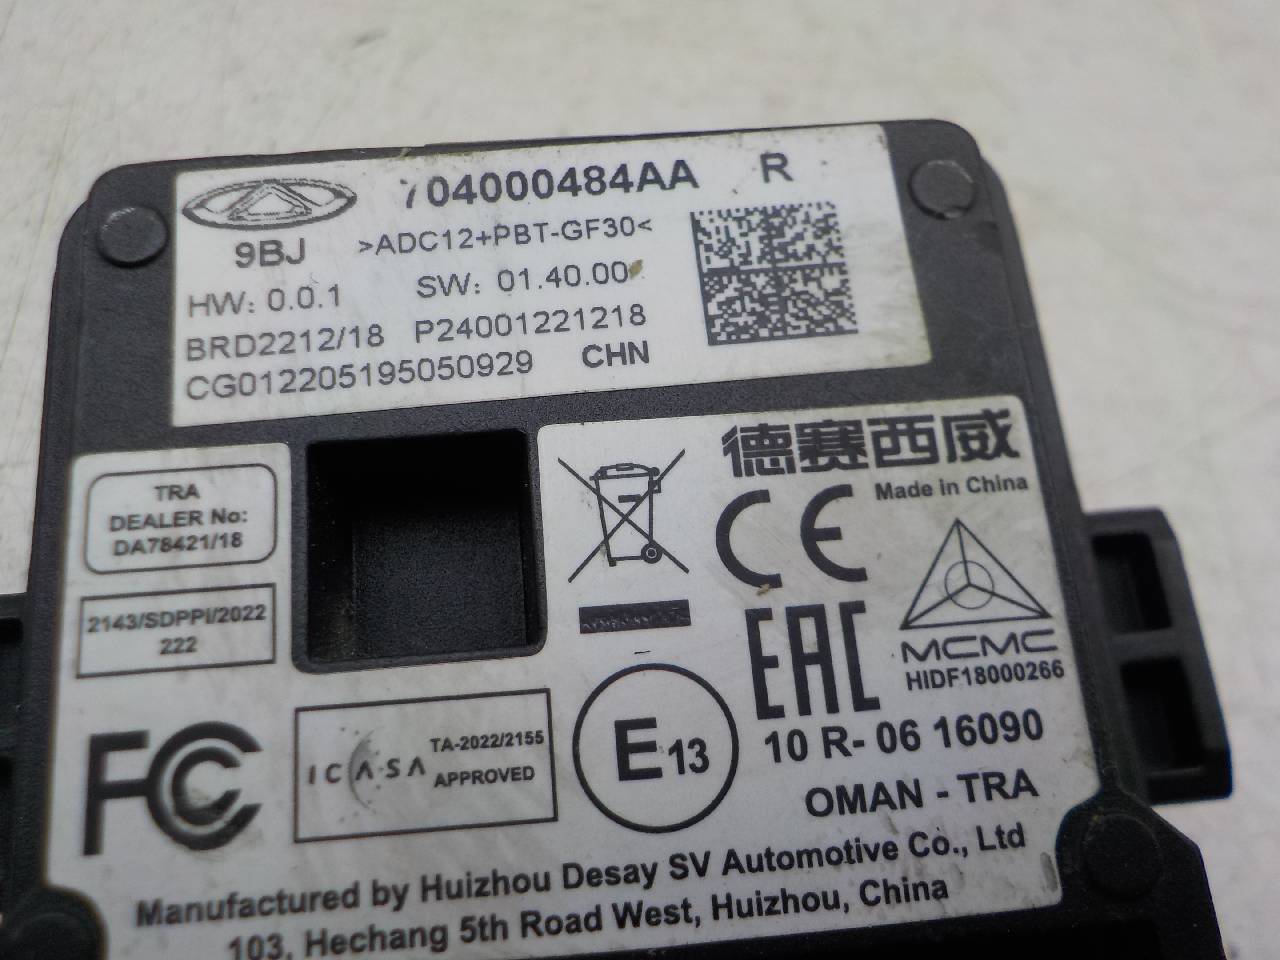 704000484AA R
9BJ >ADC12+PBT-GF30<
HW: 0.0.1 SW: 01.40.00
BRD2212/18 P24001221218
CG012205195050929 CHN
TRA
DEALER No:
DA78421/18
2143/SDPPI/2022
222
FC
ICASA TA-2022/2155
APPROVED
德赛西威
CE Made in China
EAC
MCMC
HIDF18000266
E13
10 R- 06 16090
OMAN - TRA
Manufactured by Huizhou Desay SV Automotive Co., Ltd
103, Hechang 5th Road West, Huizhou, China